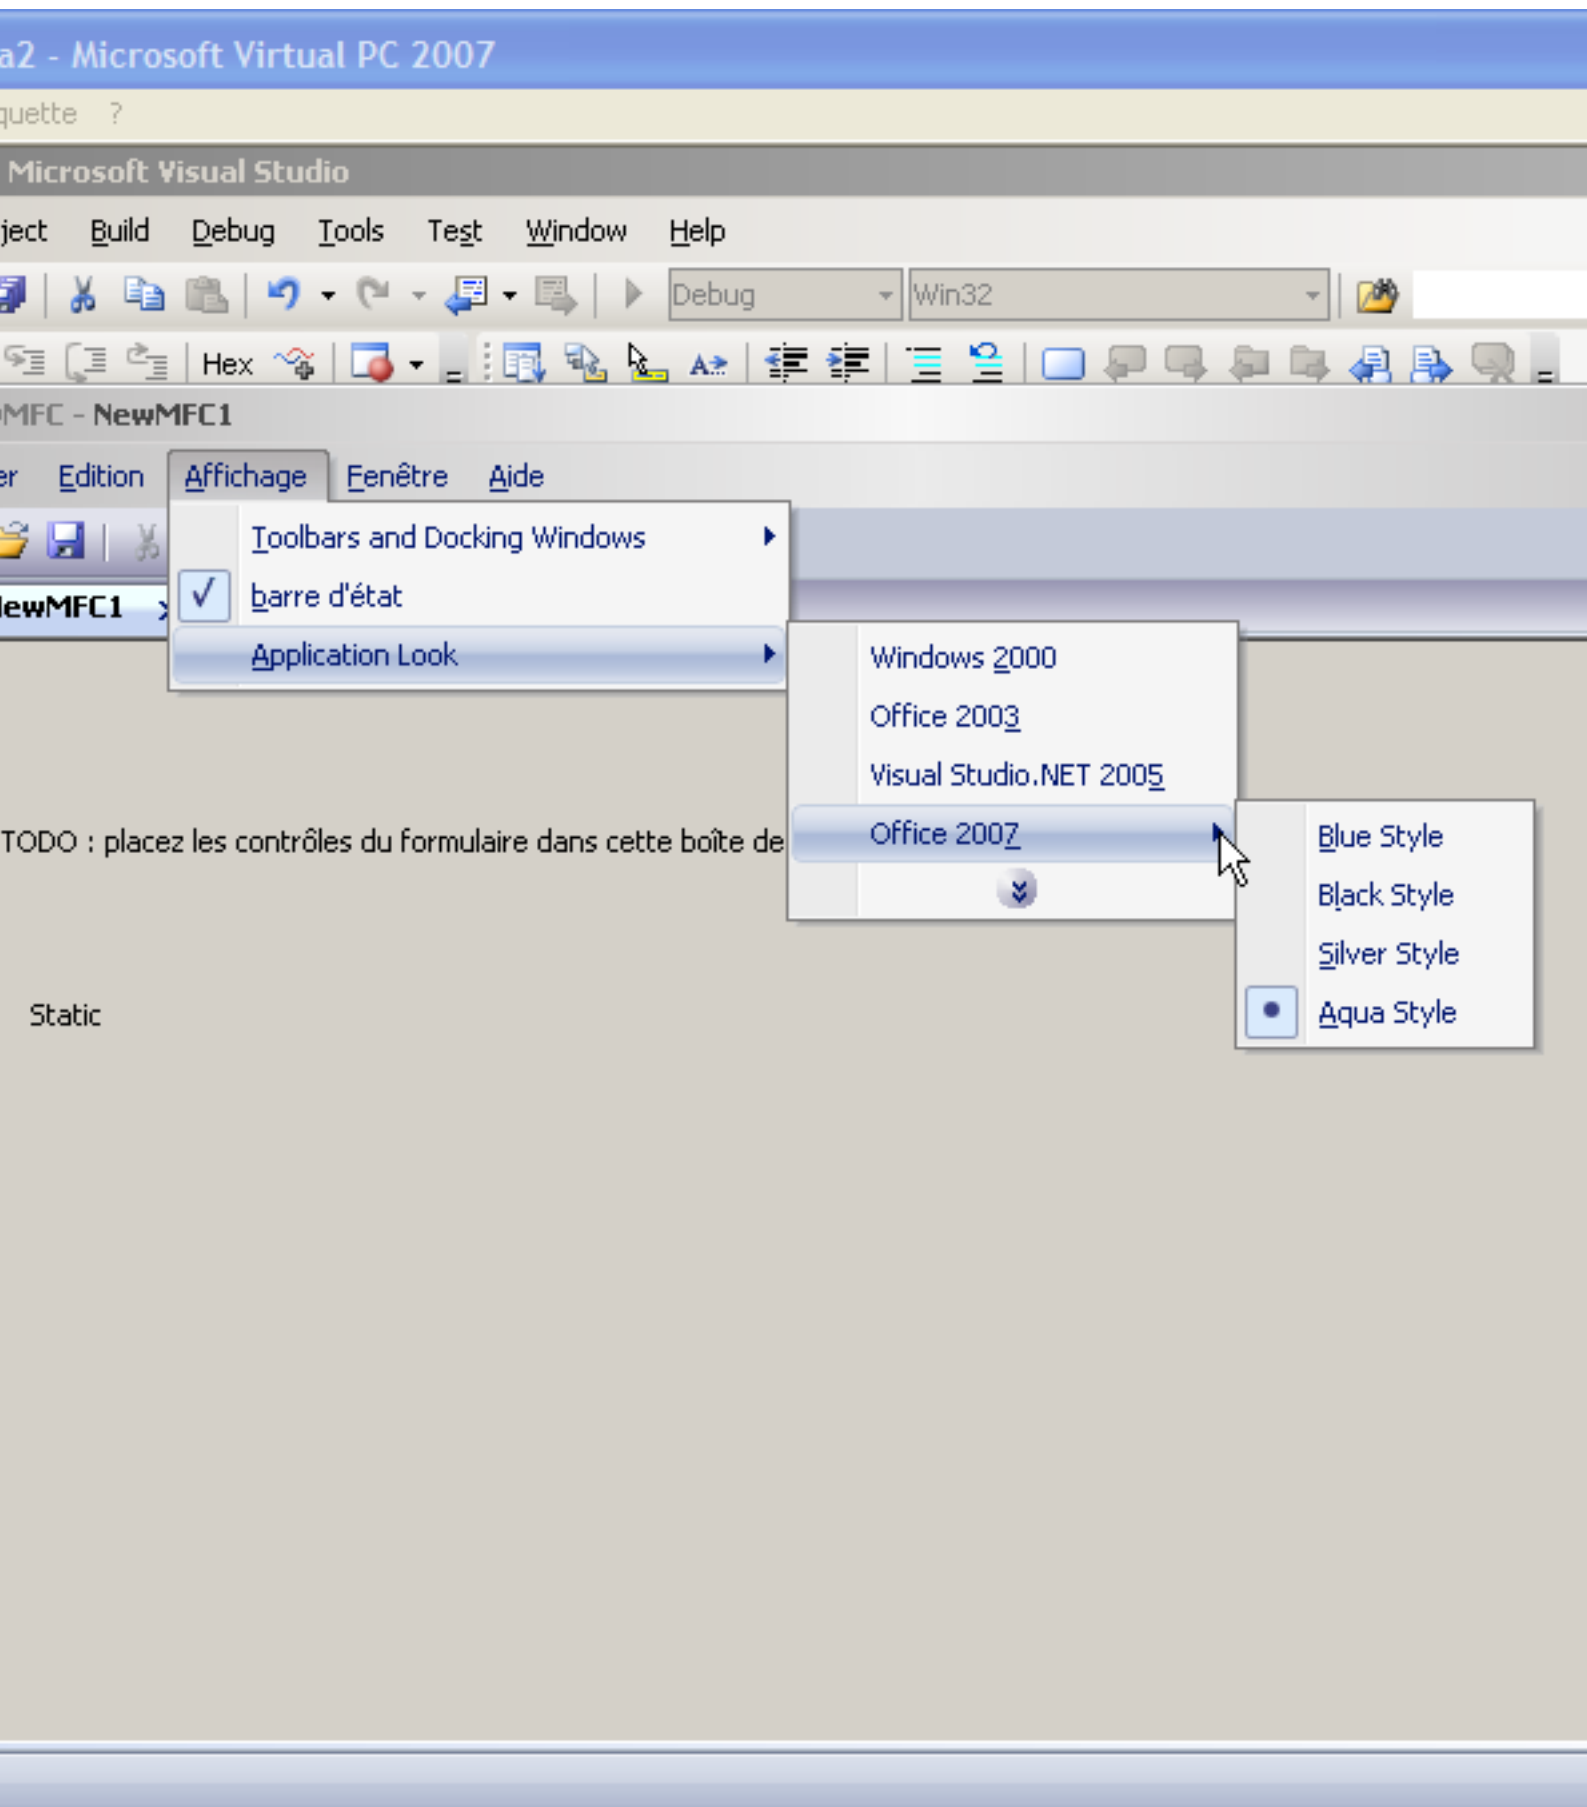 a2 - Microsoft Virtual PC 2007
quette ?
Microsoft Visual Studio
ject Build Debug Tools Test Window Help
Debug Win32
Hex A
MFC - NewMFC1
er Edition Affichage Fenêtre Aide
Toolbars and Docking Windows
NewMFC1 x barre d'état
Application Look
Windows 2000
Office 2003
Visual Studio.NET 2005
TODO : placez les contrôles du formulaire dans cette boîte de Office 2007 Blue Style
Black Style
Silver Style
Static Aqua Style